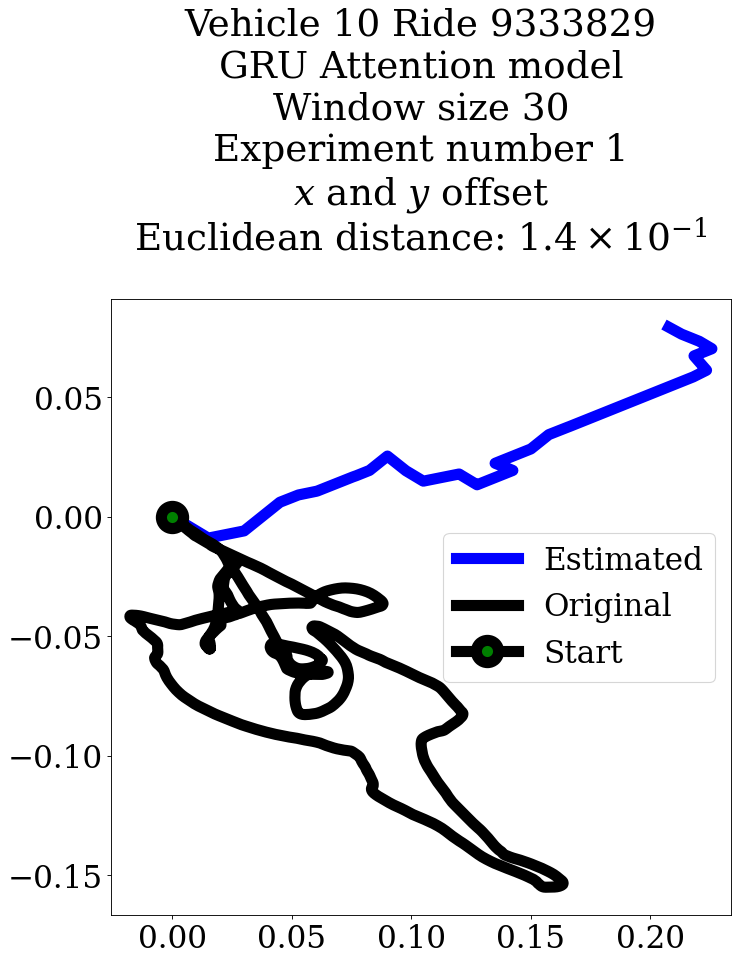 Vehicle 10 Ride 9333829
GRU Attention model
Window size 30
Experiment number 1
x and y offset
Euclidean distance: 1.4 × 10⁻¹
0.05
0.00
−0.05
−0.10
−0.15
Estimated
Original
Start
0.00 0.05 0.10 0.15 0.20